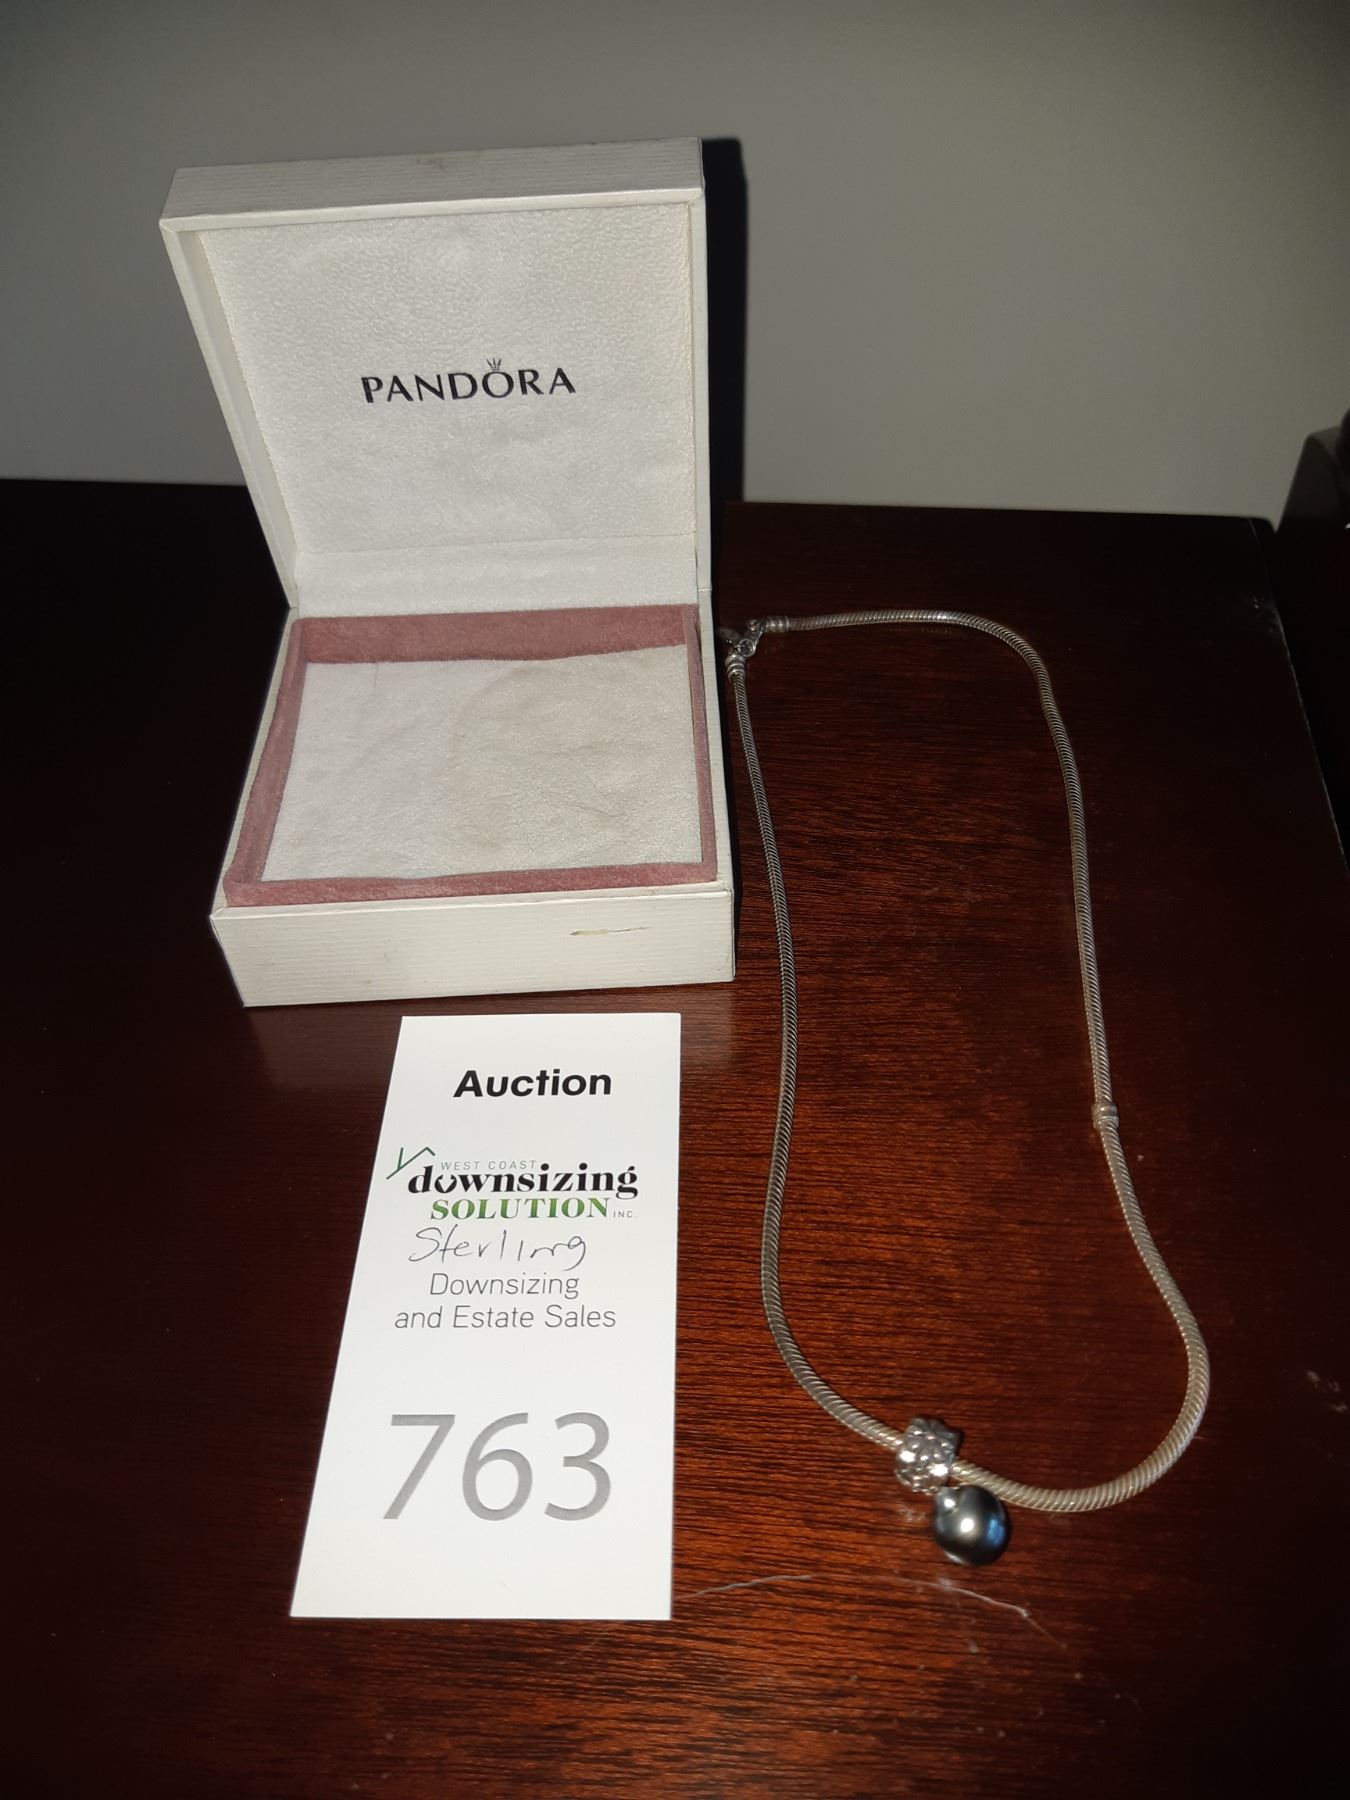 PANDORA
Auction
WEST COAST
downsizing
SOLUTION INC.
Sterling
Downsizing
and Estate Sales
763